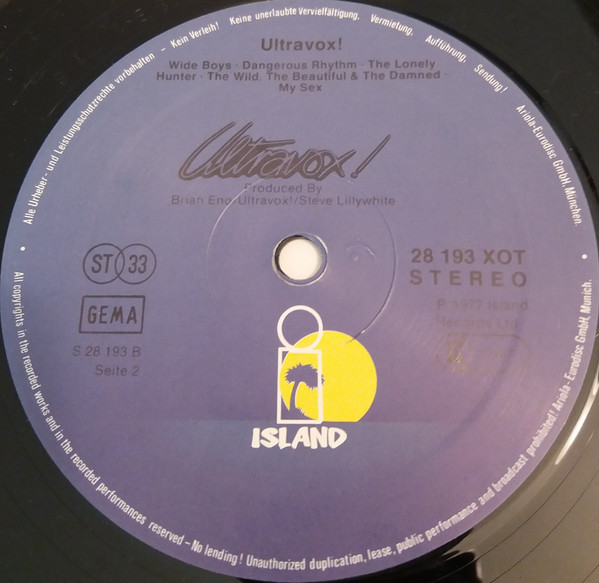 Alle Urheber - und Leistungsschutzrechte vorbehalten - Kein Verleih! Keine unerlaubte Vervielfältigung, Vermietung, Aufführung, Sendung!
Ariola-Eurodisc GmbH, München.
Ultravox!
Wide Boys · Dangerous Rhythm · The Lonely
Hunter · The Wild, The Beautiful & The Damned ·
My Sex
Ultravox!
Produced By
Brian Eno/Ultravox!/Steve Lillywhite
ST 33
28 193 XOT
STEREO
GEMA
P 1977 Island
Records Ltd.
S 28 193 B
Seite 2
ISLAND
All copyrights in the recorded works and in the recorded performances reserved - No lending! Unauthorized duplication, lease, public performance and broadcast prohibited! Ariola - Eurodisc GmbH, Munich.